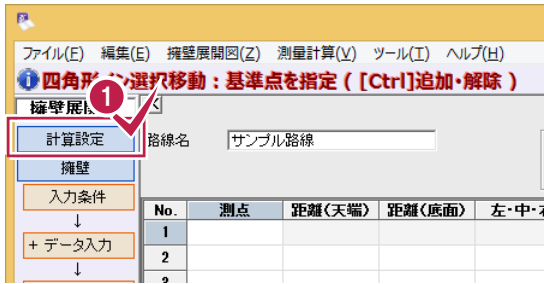 ファイル(F) 編集(E) 擁壁展開図(Z) 測量計算(V) ツール(T) ヘルプ(H)
四角形イン選択移動：基準点を指定 ( [Ctrl]追加・解除 )
擁壁展
1
計算設定
路線名 サンプル路線
擁壁
入力条件
↓
+ データ入力
↓
No. 測点 距離(天端) 距離(底面) 左・中・
1
2
3